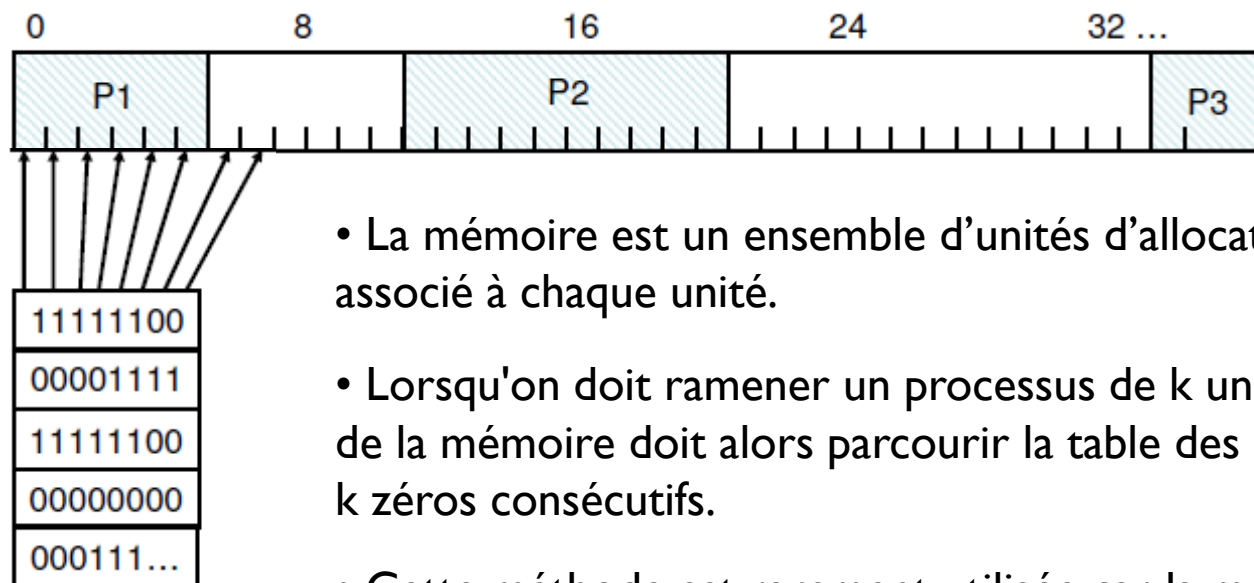 0 8 16 24 32 ...
P1 P2 P3
• La mémoire est un ensemble d'unités
associé à chaque unité.
• Lorsqu'on doit ramener un processus de k
de la mémoire doit alors parcourir la table des
k zéros consécutifs.
11111100
00001111
11111100
00000000
000111...